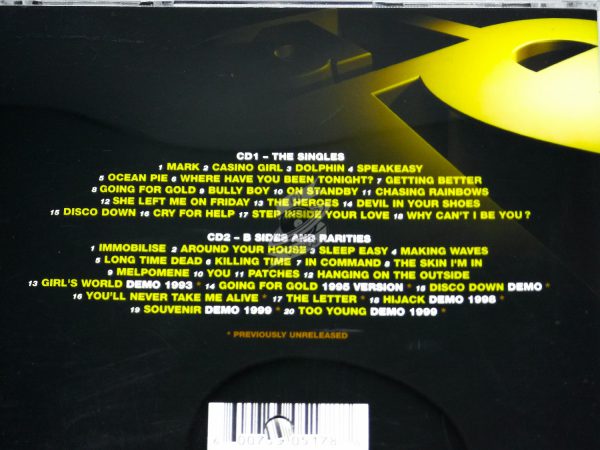 CD1 – THE SINGLES
1 MARK 2 CASINO GIRL 3 DOLPHIN 4 SPEAKEASY
5 OCEAN PIE 6 WHERE HAVE YOU BEEN TONIGHT? 7 GETTING BETTER
8 GOING FOR GOLD 9 BULLY BOY 10 ON STANDBY 11 CHASING RAINBOWS
12 SHE LEFT ME ON FRIDAY 13 THE HEROES 14 DEVIL IN YOUR SHOES
15 DISCO DOWN 16 CRY FOR HELP 17 STEP INSIDE YOUR LOVE 18 WHY CAN'T I BE YOU?
CD2 – B SIDES AND RARITIES
1 IMMOBILISE 2 AROUND YOUR HOUSE 3 SLEEP EASY 4 MAKING WAVES
5 LONG TIME DEAD 6 KILLING TIME 7 IN COMMAND 8 THE SKIN I'M IN
9 MELPOMENE 10 YOU 11 PATCHES 12 HANGING ON THE OUTSIDE
13 GIRL'S WORLD DEMO 1993 * 14 GOING FOR GOLD 1995 VERSION * 15 DISCO DOWN DEMO *
16 YOU'LL NEVER TAKE ME ALIVE * 17 THE LETTER * 18 HIJACK DEMO 1998 *
19 SOUVENIR DEMO 1999 * 20 TOO YOUNG DEMO 1999 *
* PREVIOUSLY UNRELEASED